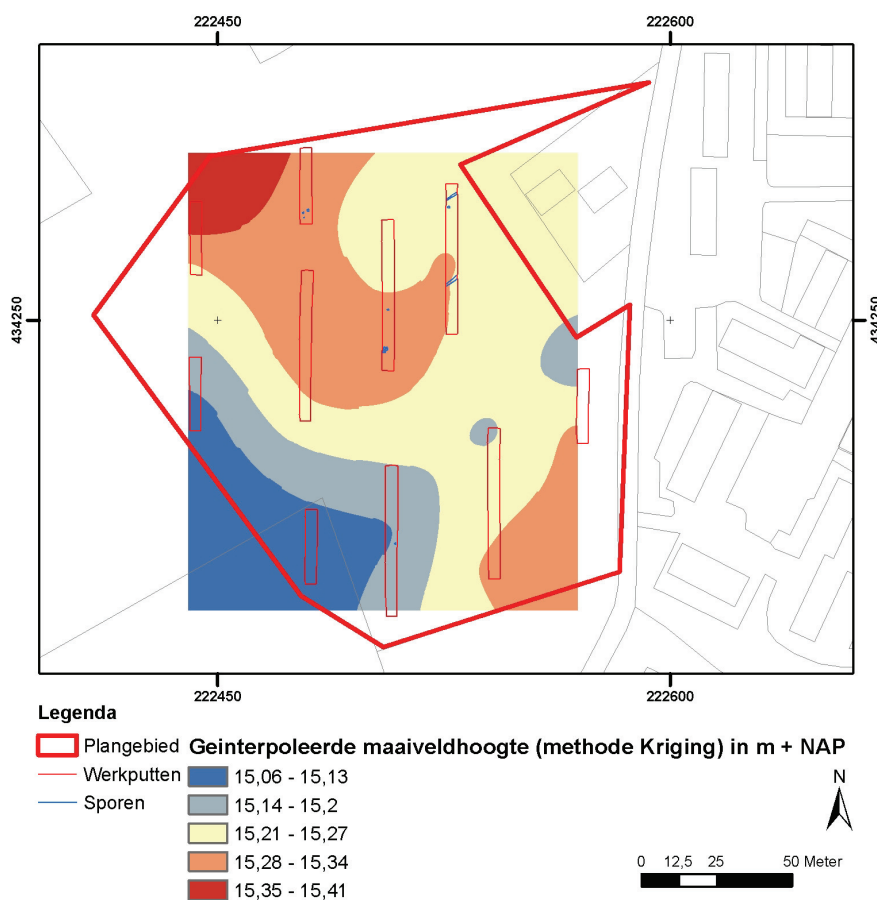 222450 222600
434250 434250
222450 222600
Legenda
Plangebied
Werkputten
Sporen
Geinterpoleerde maaiveldhoogte (methode Kriging) in m + NAP
15,06 - 15,13
15,14 - 15,2
15,21 - 15,27
15,28 - 15,34
15,35 - 15,41
N
0 12,5 25 50 Meter